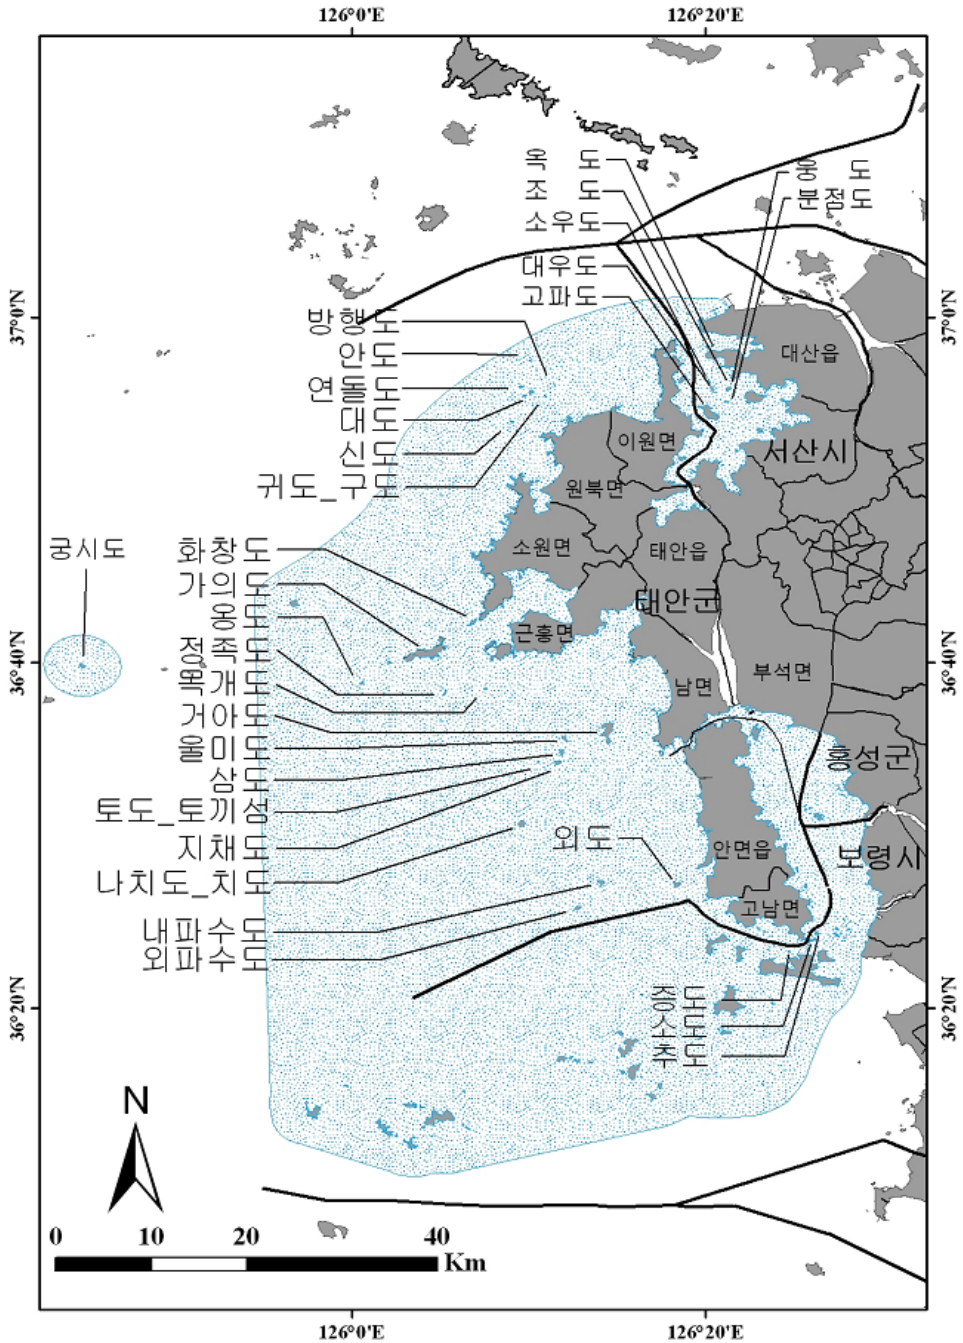 126°0'E
126°20'E
옥 도
조 도
소우도
대우도
고파도
웅 도
분점도
37°0'N
37°0'N
방행도
안도
연돌도
대도
신도
귀도_구도
대산읍
이원면
서산시
원북면
소원면
태안읍
태안군
근흥면
부석면
남면
궁시도
화창도
가의도
옹도
정족도
목개도
거아도
울미도
삼도
토도_토끼섬
지채도
나치도_치도
내파수도
외파수도
36°40'N
36°40'N
홍성군
외도
안면읍
보령시
고남면
36°20'N
36°20'N
증도
소도
추도
N
0 10 20 40
Km
126°0'E
126°20'E